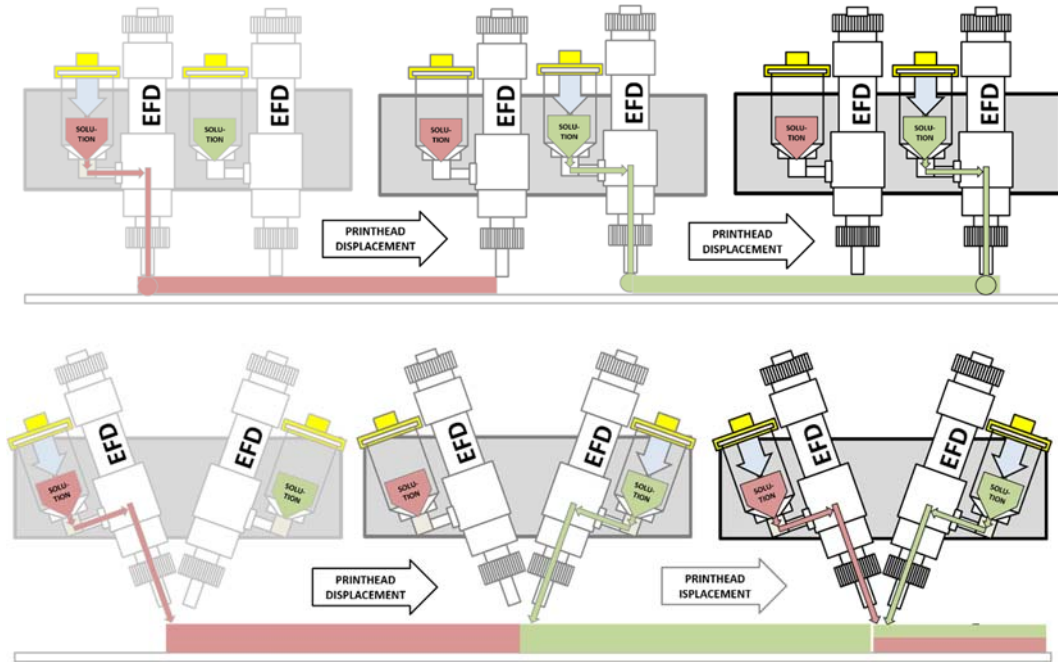 EFD
EFD
SOLU-
TION
SOLU-
TION
EFD
EFD
SOLU-
TION
SOLU-
TION
EFD
EFD
SOLU-
TION
SOLU-
TION
PRINTHEAD
DISPLACEMENT
PRINTHEAD
DISPLACEMENT
EFD
EFD
SOLU-
TION
SOLU-
TION
EFD
EFD
SOLU-
TION
SOLU-
TION
EFD
EFD
SOLU-
TION
SOLU-
TION
PRINTHEAD
DISPLACEMENT
PRINTHEAD
ISPLACEMENT